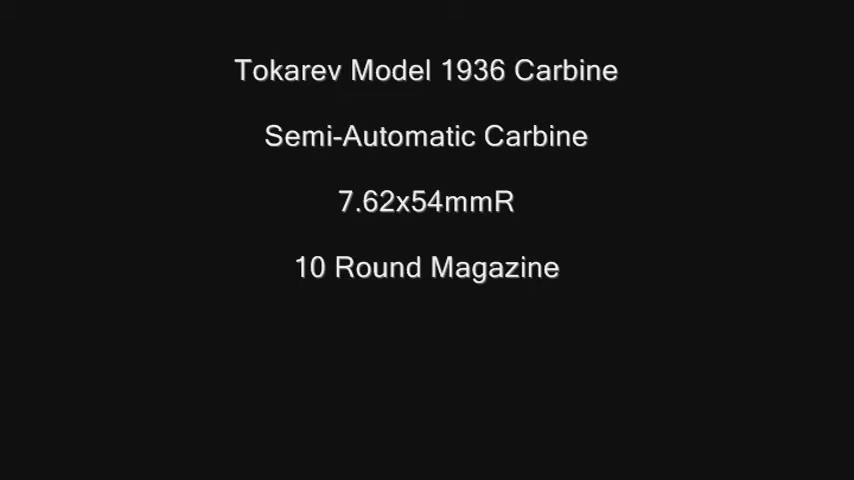 Tokarev Model 1936 Carbine
Semi-Automatic Carbine
7.62x54mmR
10 Round Magazine